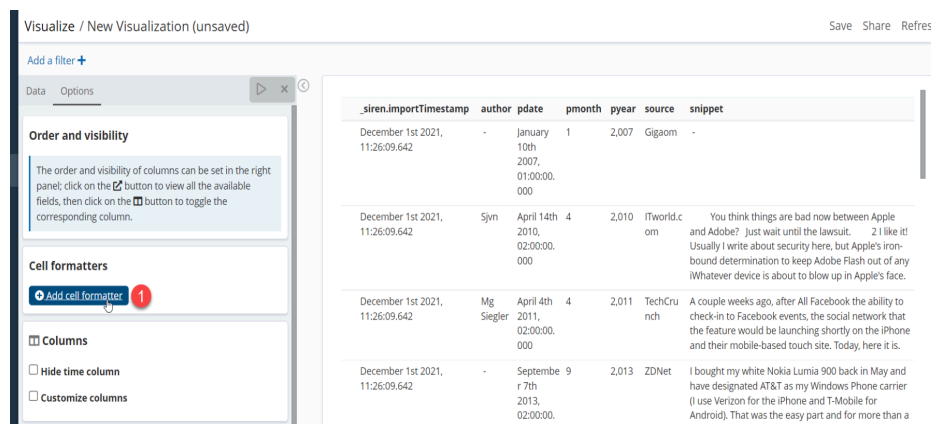 Visualize / New Visualization (unsaved)
Save Share Refres
Add a filter +
Data Options
Order and visibility
The order and visibility of columns can be set in the right
panel; click on the button to view all the available
fields, then click on the button to toggle the
corresponding column.
Cell formatters
Add cell formatter 1
Columns
Hide time column
Customize columns
_siren.importTimestamp author pdate pmonth pyear source snippet
December 1st 2021, - January 1 2,007 Gigaom -
11:26:09.642 10th
2007,
01:00:00.
000
December 1st 2021, Sjvn April 14th 4 2,010 ITworld.c You think things are bad now between Apple
11:26:09.642 2010, om and Adobe? Just wait until the lawsuit. 2 I like it!
02:00:00. Usually I write about security here, but Apple's iron-
000 bound determination to keep Adobe Flash out of any
iWhatever device is about to blow up in Apple's face.
December 1st 2021, Mg April 4th 4 2,011 TechCru A couple weeks ago, after All Facebook the ability to
11:26:09.642 Siegler 2011, nch check-in to Facebook events, the social network that
02:00:00. the feature would be launching shortly on the iPhone
000 and their mobile-based touch site. Today, here it is.
December 1st 2021, - Septembe 9 2,013 ZDNet I bought my white Nokia Lumia 900 back in May and
11:26:09.642 r 7th have designated AT&T as my Windows Phone carrier
2013, (I use Verizon for the iPhone and T-Mobile for
02:00:00. Android). That was the easy part and for more than a